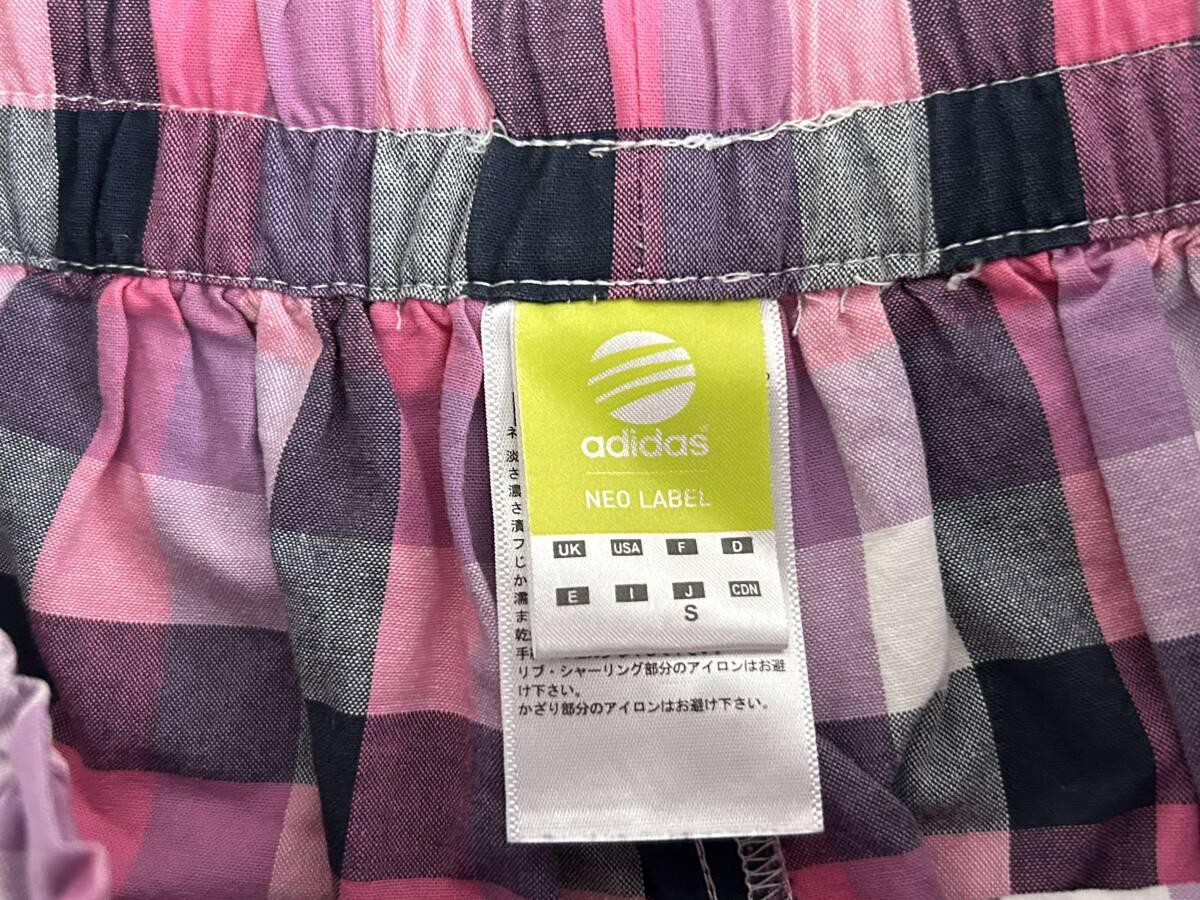 adidas
NEO LABEL
UK USA F D
E I J CDN
S
ネ
淡
さ
濃
さ
漬
フ
じ
か
濡
ま
乾
手
リブ・シャーリング部分のアイロンはお避
け下さい。
かざり部分のアイロンはお避け下さい。